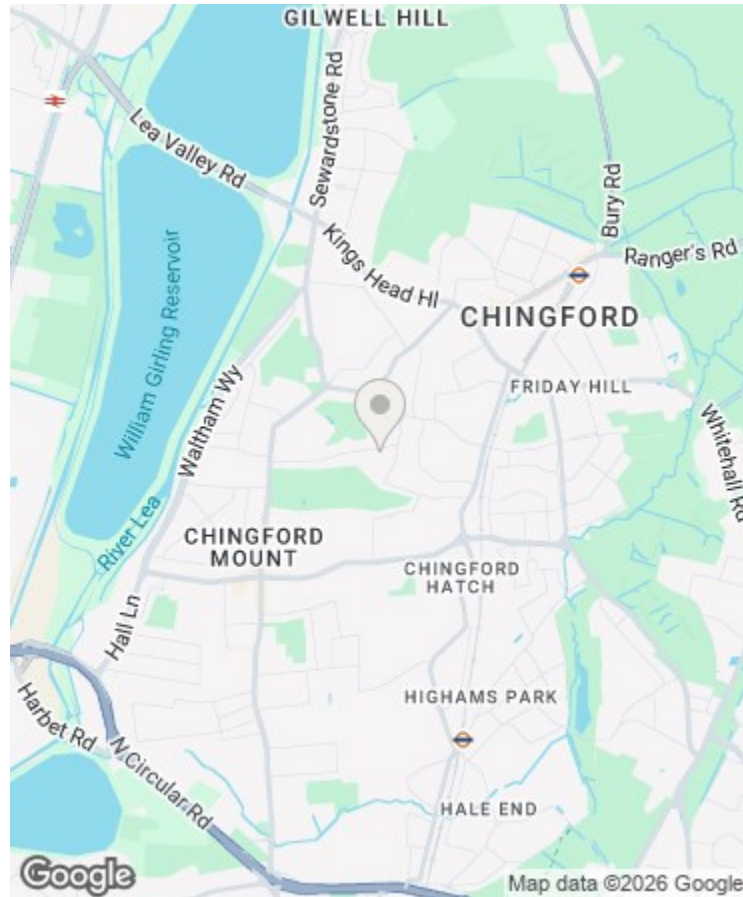 GILWELL HILL
Sewardstone Rd
Lea Valley Rd
Bury Rd
Ranger's Rd
Kings Head Hl
CHINGFORD
William Girling Reservoir
FRIDAY HILL
Waltham Wy
Whitehall Rd
River Lea
CHINGFORD
MOUNT
CHINGFORD
HATCH
Hall Ln
HIGHAMS PARK
Harbet Rd
N Circular Rd
HALE END
Google
Map data ©2026 Google